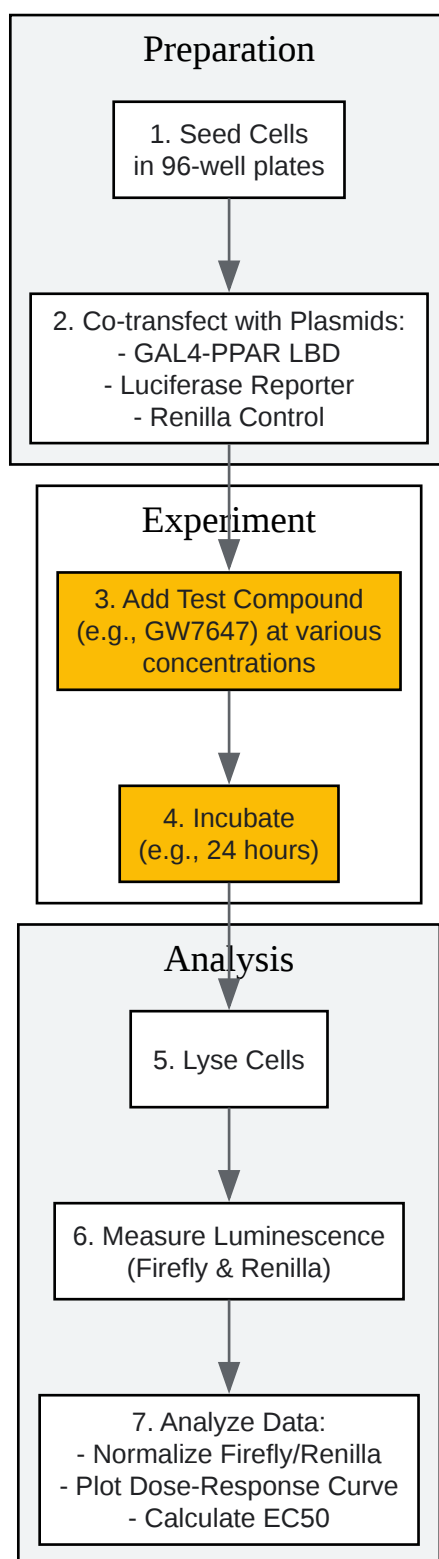 Preparation
1. Seed Cells
in 96-well plates
2. Co-transfect with Plasmids:
- GAL4-PPAR LBD
- Luciferase Reporter
- Renilla Control
Experiment
3. Add Test Compound
(e.g., GW7647) at various
concentrations
4. Incubate
(e.g., 24 hours)
Analysis
5. Lyse Cells
6. Measure Luminescence
(Firefly & Renilla)
7. Analyze Data:
- Normalize Firefly/Renilla
- Plot Dose-Response Curve
- Calculate EC50